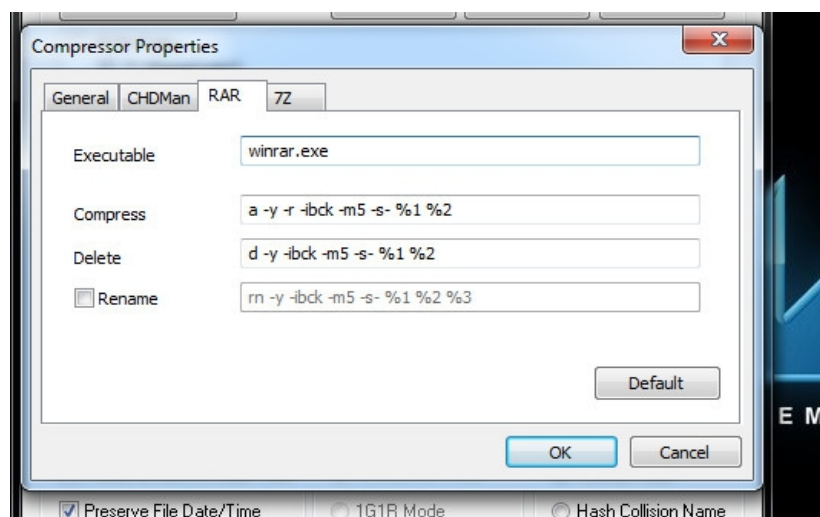 Compressor Properties
General CHDMan RAR 7Z
Executable winrar.exe
Compress a -y -r -ibck -m5 -s- %1 %2
Delete d -y -ibck -m5 -s- %1 %2
Rename rn -y -ibck -m5 -s- %1 %2 %3
Default
E M
OK Cancel
Preserve File Date/Time 1G1R Mode Hash Collision Name